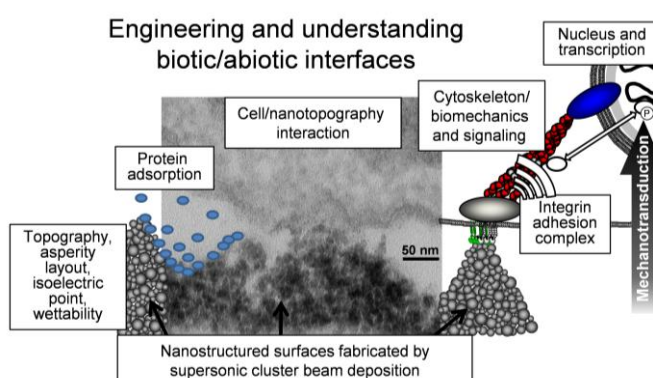 Engineering and understanding
biotic/abiotic interfaces
Nucleus and
transcription
Cytoskeleton/
biomechanics
and signaling
Cell/nanotopography
interaction
Protein
adsorption
P
Integrin
adhesion
complex
Mechanotransduction
Topography,
asperity
layout,
isoelectric
point,
wettability
50 nm
Nanostructured surfaces fabricated by
supersonic cluster beam deposition